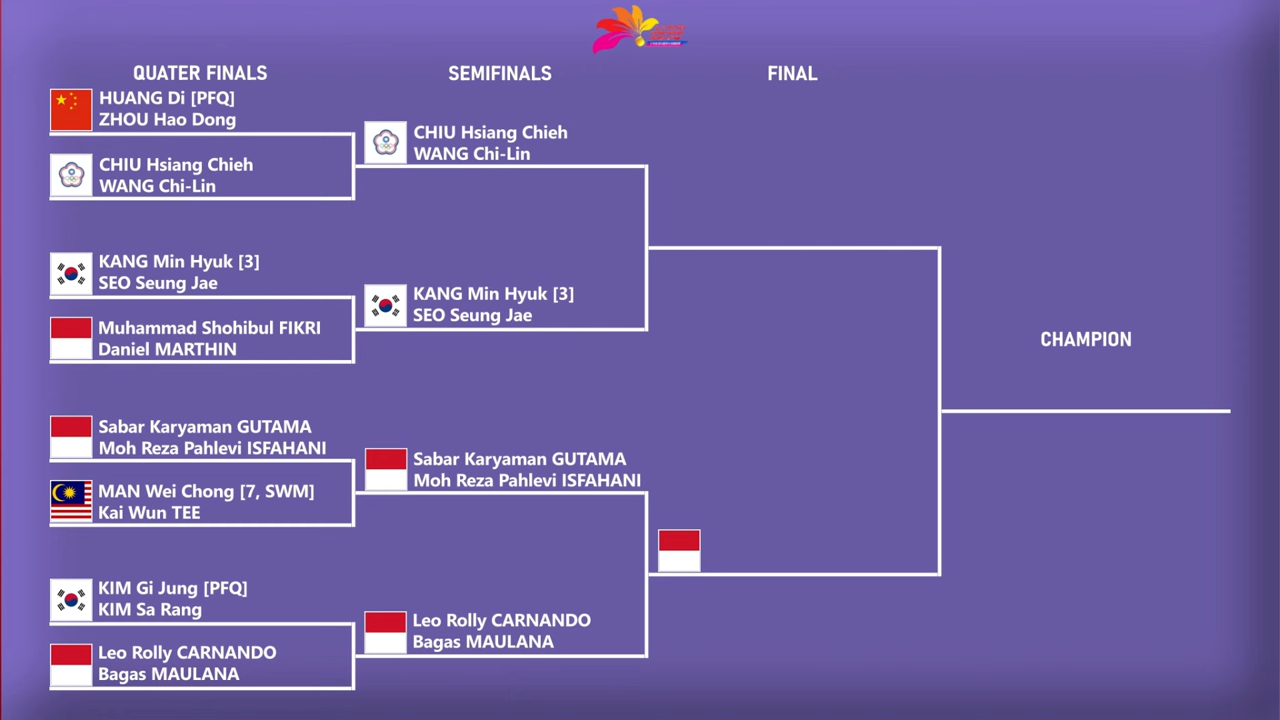 QUATER FINALS
SEMIFINALS
FINAL
HUANG Di [PFQ]
ZHOU Hao Dong
CHIU Hsiang Chieh
WANG Chi-Lin
KANG Min Hyuk [3]
SEO Seung Jae
Muhammad Shohibul FIKRI
Daniel MARTHIN
Sabar Karyaman GUTAMA
Moh Reza Pahlevi ISFAHANI
MAN Wei Chong [7, SWM]
Kai Wun TEE
KIM Gi Jung [PFQ]
KIM Sa Rang
Leo Rolly CARNANDO
Bagas MAULANA
CHIU Hsiang Chieh
WANG Chi-Lin
KANG Min Hyuk [3]
SEO Seung Jae
Sabar Karyaman GUTAMA
Moh Reza Pahlevi ISFAHANI
Leo Rolly CARNANDO
Bagas MAULANA
CHAMPION